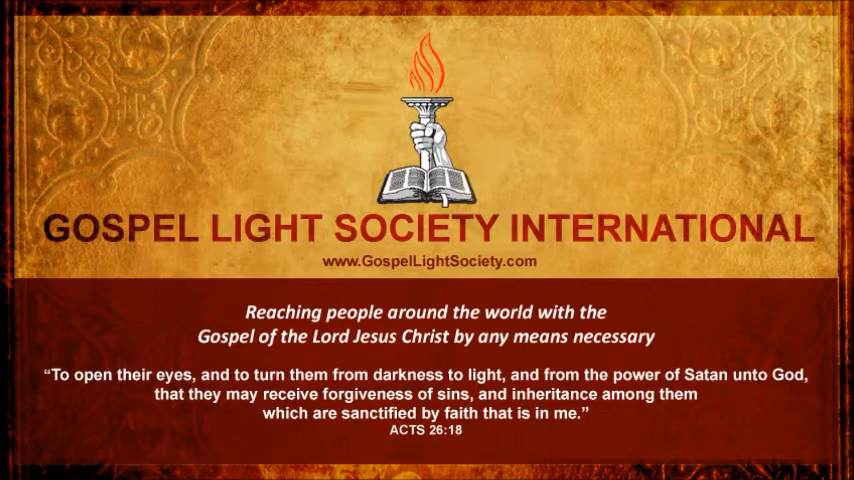 GOSPEL LIGHT SOCIETY INTERNATIONAL
www.GospelLightSociety.com
Reaching people around the world with the
Gospel of the Lord Jesus Christ by any means necessary
“To open their eyes, and to turn them from darkness to light, and from the power of Satan unto God,
that they may receive forgiveness of sins, and inheritance among them
which are sanctified by faith that is in me.”
ACTS 26:18